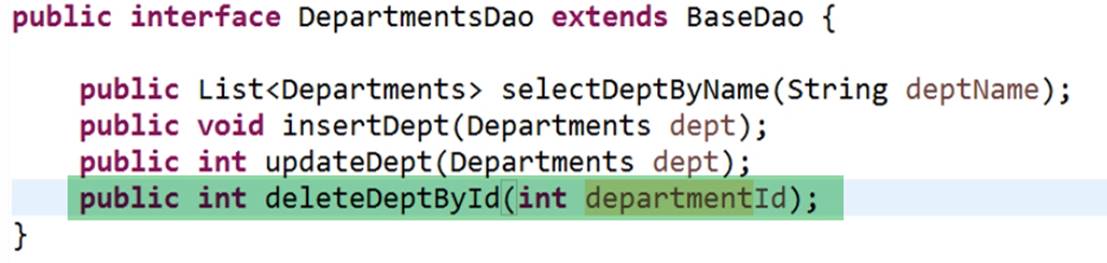 public interface DepartmentsDao extends BaseDao {
public List<Departments> selectDeptByName(String deptName);
public void insertDept(Departments dept);
public int updateDept(Departments dept);
public int deleteDeptById(int departmentId);
}